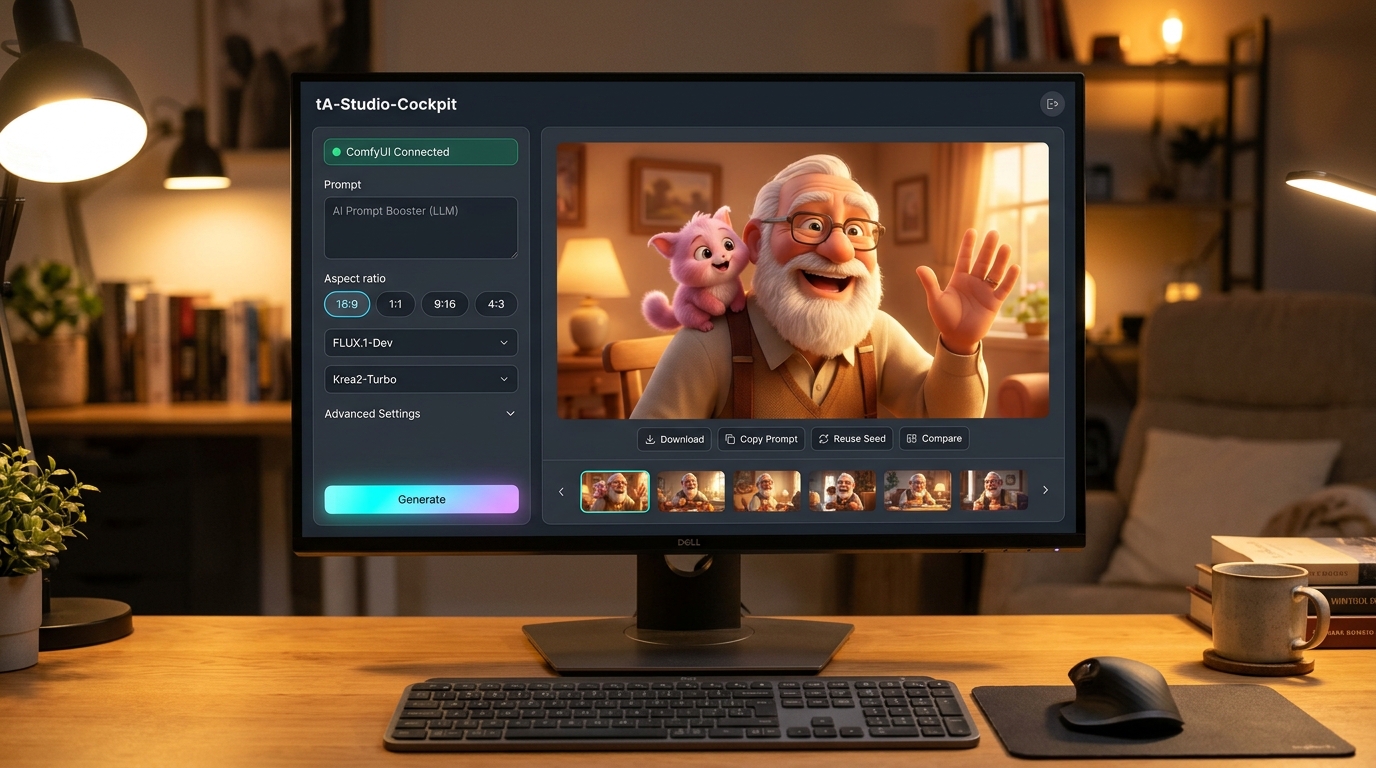 tA-Studio-Cockpit
ComfyUI Connected
Prompt
AI Prompt Booster (LLM)
Aspect ratio
16:9 1:1 9:16 4:3
FLUX.1-Dev
Krea2-Turbo
Advanced Settings
Generate
Download Copy Prompt Reuse Seed Compare
DELL